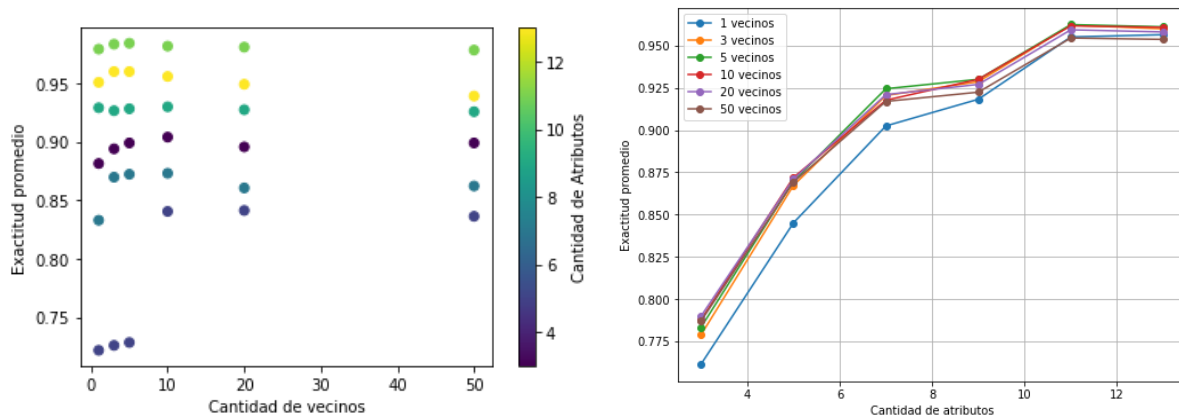 0.95
0.90
0.85
0.80
0.75
Exactitud promedio
0 10 20 30 40 50
Cantidad de vecinos
12
10
8
6
4
Cantidad de Atributos
1 vecinos
3 vecinos
5 vecinos
10 vecinos
20 vecinos
50 vecinos
0.950
0.925
0.900
0.875
0.850
0.825
0.800
0.775
Exactitud promedio
4 6 8 10 12
Cantidad de atributos